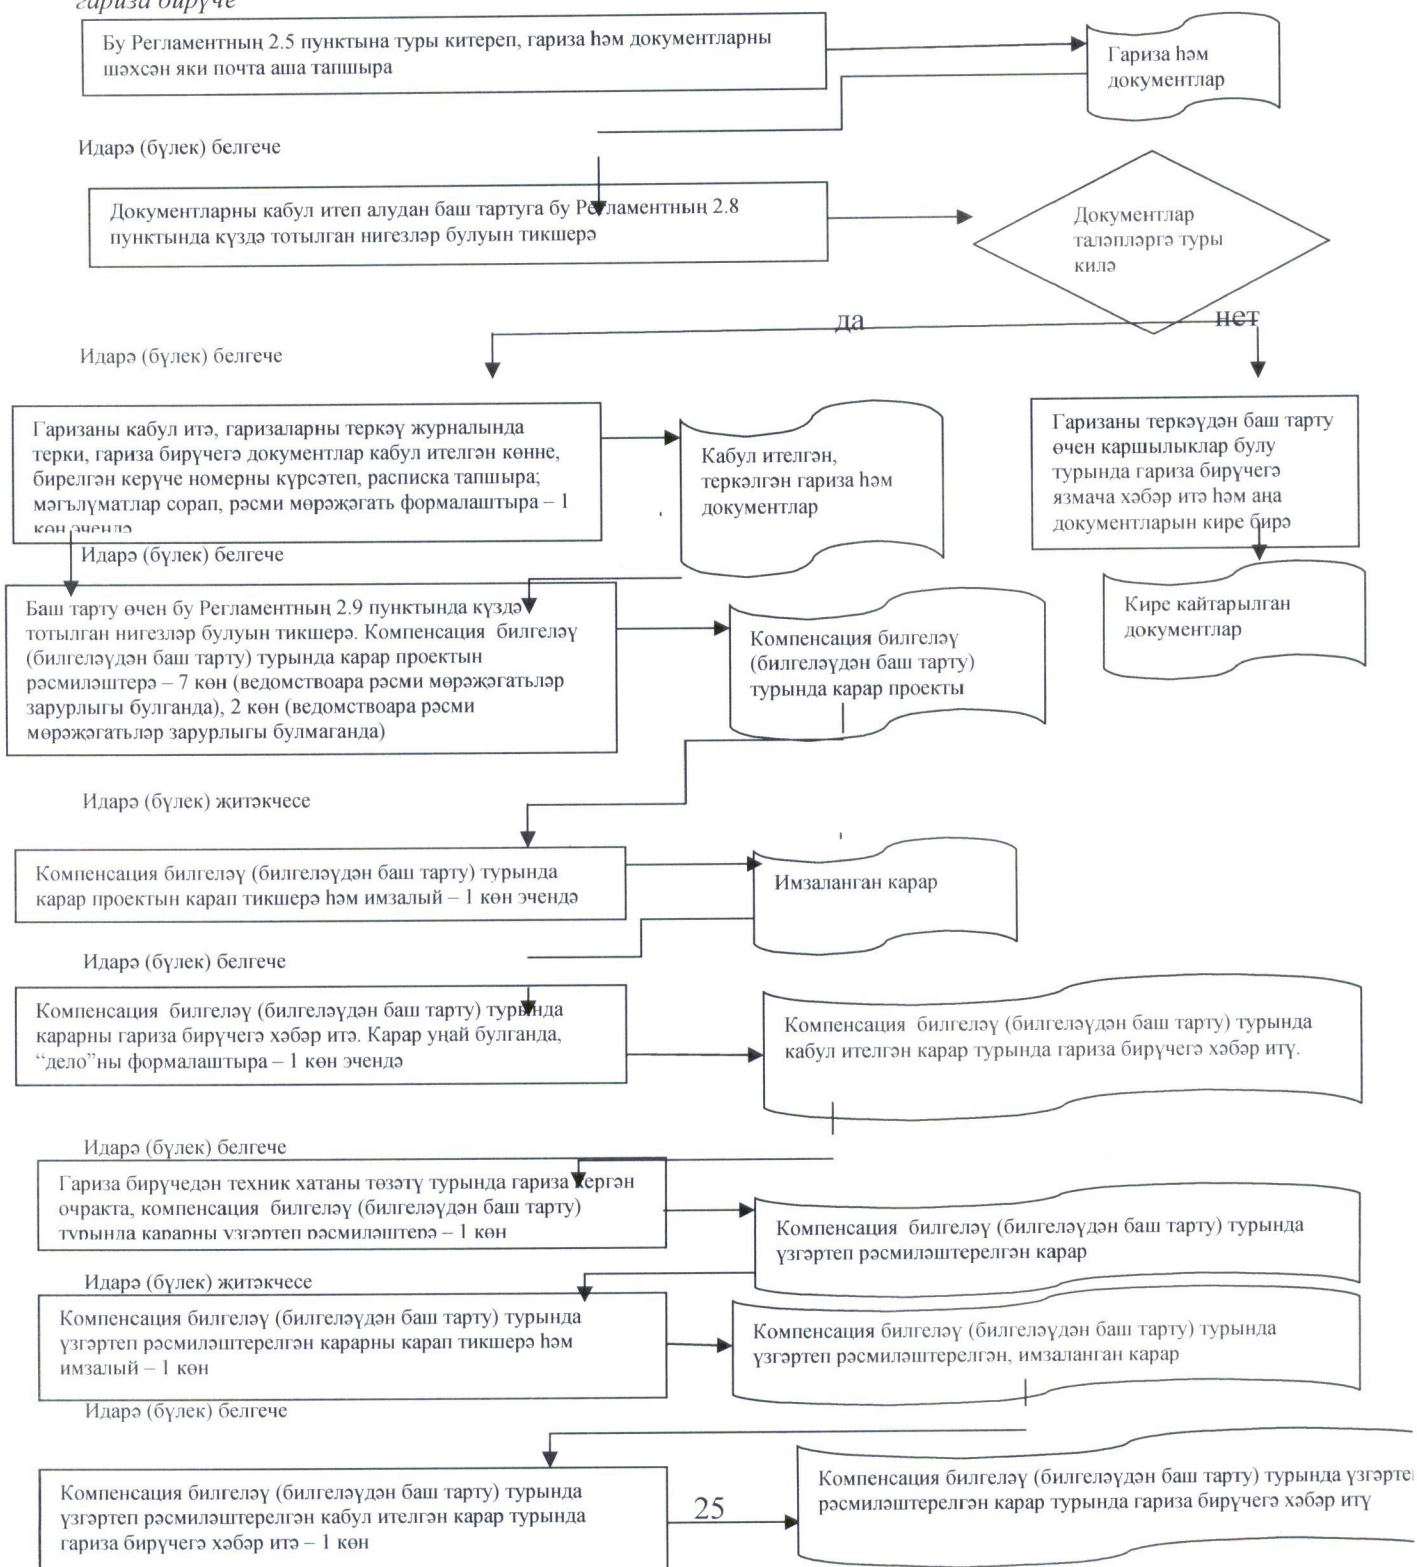 гариза бирүче
Бу Регламентның 2.5 пунктына туры китереп, гариза һәм документларны
шәхсән яки почта аша тапшыра
Гариза һәм
документлар
Идарә (бүлек) белгече
Документларны кабул итеп алудан баш тартуга бу Регламентның 2.8
пунктында күздә тотылган нигезләр булуын тикшерә
Документлар
таләпләргә туры
килә
да
нет
Идарә (бүлек) белгече
Гаризаны кабул итә, гаризаларны теркәү журналында
терки, гариза бирүчегә документлар кабул ителгән көнне,
бирелгән керүче номерны күрсәтеп, расписка тапшыра;
мәгълүматлар сорап, рәсми мөрәҗәгать формалаштыра – 1
көн эчендә
Кабул ителгән,
теркәлгән гариза һәм
документлар
Гаризаны теркәүдән баш тарту
өчен каршылыклар булу
турында гариза бирүчегә
язмача хәбәр итә һәм аңа
документларын кире бирә
Идарә (бүлек) белгече
Баш тарту өчен бу Регламентның 2.9 пунктында күздә
тотылган нигезләр булуын тикшерә. Компенсация билгеләү
(билгеләүдән баш тарту) турында карар проектын
рәсмиләштерә – 7 көн (ведомствоара рәсми мөрәҗәгатьләр
зарурлыгы булганда), 2 көн (ведомствоара рәсми
мөрәҗәгатьләр зарурлыгы булмаганда)
Компенсация билгеләү
(билгеләүдән баш тарту)
турында карар проекты
Кире кайтарылган
документлар
Идарә (бүлек) җитәкчесе
Компенсация билгеләү (билгеләүдән баш тарту) турында
карар проектын карап тикшерә һәм имзалый – 1 көн эчендә
Имзаланган карар
Идарә (бүлек) белгече
Компенсация билгеләү (билгеләүдән баш тарту) турында
карарны гариза бирүчегә хәбәр итә. Карар уңай булганда,
“дело”ны формалаштыра – 1 көн эчендә
Компенсация билгеләү (билгеләүдән баш тарту) турында
кабул ителгән карар турында гариза бирүчегә хәбәр итү.
Идарә (бүлек) белгече
Гариза бирүчедән техник хатаны төзәтү турында гариза кергән
очракта, компенсация билгеләү (билгеләүдән баш тарту)
турында карарны үзгәртеп рәсмиләштерә – 1 көн
Компенсация билгеләү (билгеләүдән баш тарту) турында
үзгәртеп рәсмиләштерелгән карар
Идарә (бүлек) җитәкчесе
Компенсация билгеләү (билгеләүдән баш тарту) турында
үзгәртеп рәсмиләштерелгән карарны карап тикшерә һәм
имзалый – 1 көн
Компенсация билгеләү (билгеләүдән баш тарту) турында
үзгәртеп рәсмиләштерелгән, имзаланган карар
Идарә (бүлек) белгече
Компенсация билгеләү (билгеләүдән баш тарту) турында
үзгәртеп рәсмиләштерелгән кабул ителгән карар турында
гариза бирүчегә хәбәр итә – 1 көн
25
Компенсация билгеләү (билгеләүдән баш тарту) турында үзгәрте
рәсмиләштерелгән карар турында гариза бирүчегә хәбәр итү